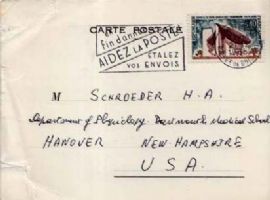 CARTE POSTALE
fin d'année
AIDEZ LA POSTE
ÉTALEZ
VOS ENVOIS
M SCHROEDER H.A.
Department of Physiology. Dartmouth Medical School
HANOVER NEW HAMPSHIRE
U.S.A.